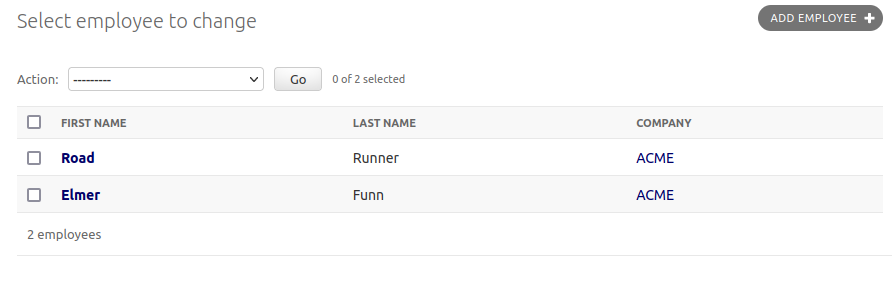 Select employee to change
ADD EMPLOYEE +
Action: --------- Go 0 of 2 selected
FIRST NAME LAST NAME COMPANY
Road Runner ACME
Elmer Funn ACME
2 employees